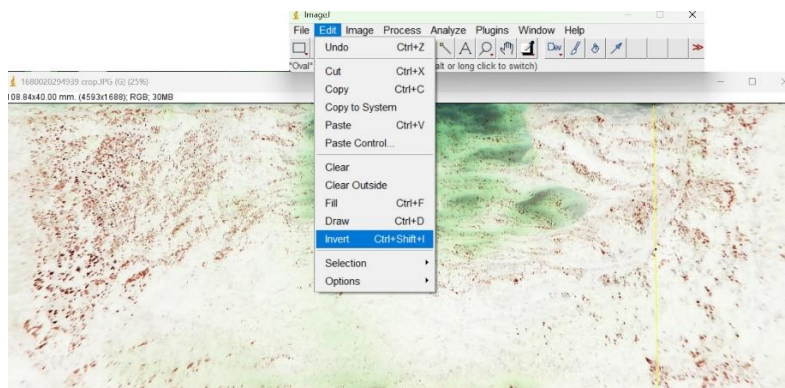 ImageJ
File Edit Image Process Analyze Plugins Window Help
Dev
*Oval* alt or long click to switch)
Undo Ctrl+Z
Cut Ctrl+X
Copy Ctrl+C
Copy to System
Paste Ctrl+V
Paste Control...
Clear
Clear Outside
Fill Ctrl+F
Draw Ctrl+D
Invert Ctrl+Shift+I
Selection
Options
1680020294939 crop.JPG (G) (25%)
108.84x40.00 mm. (4593x1688); RGB; 30MB